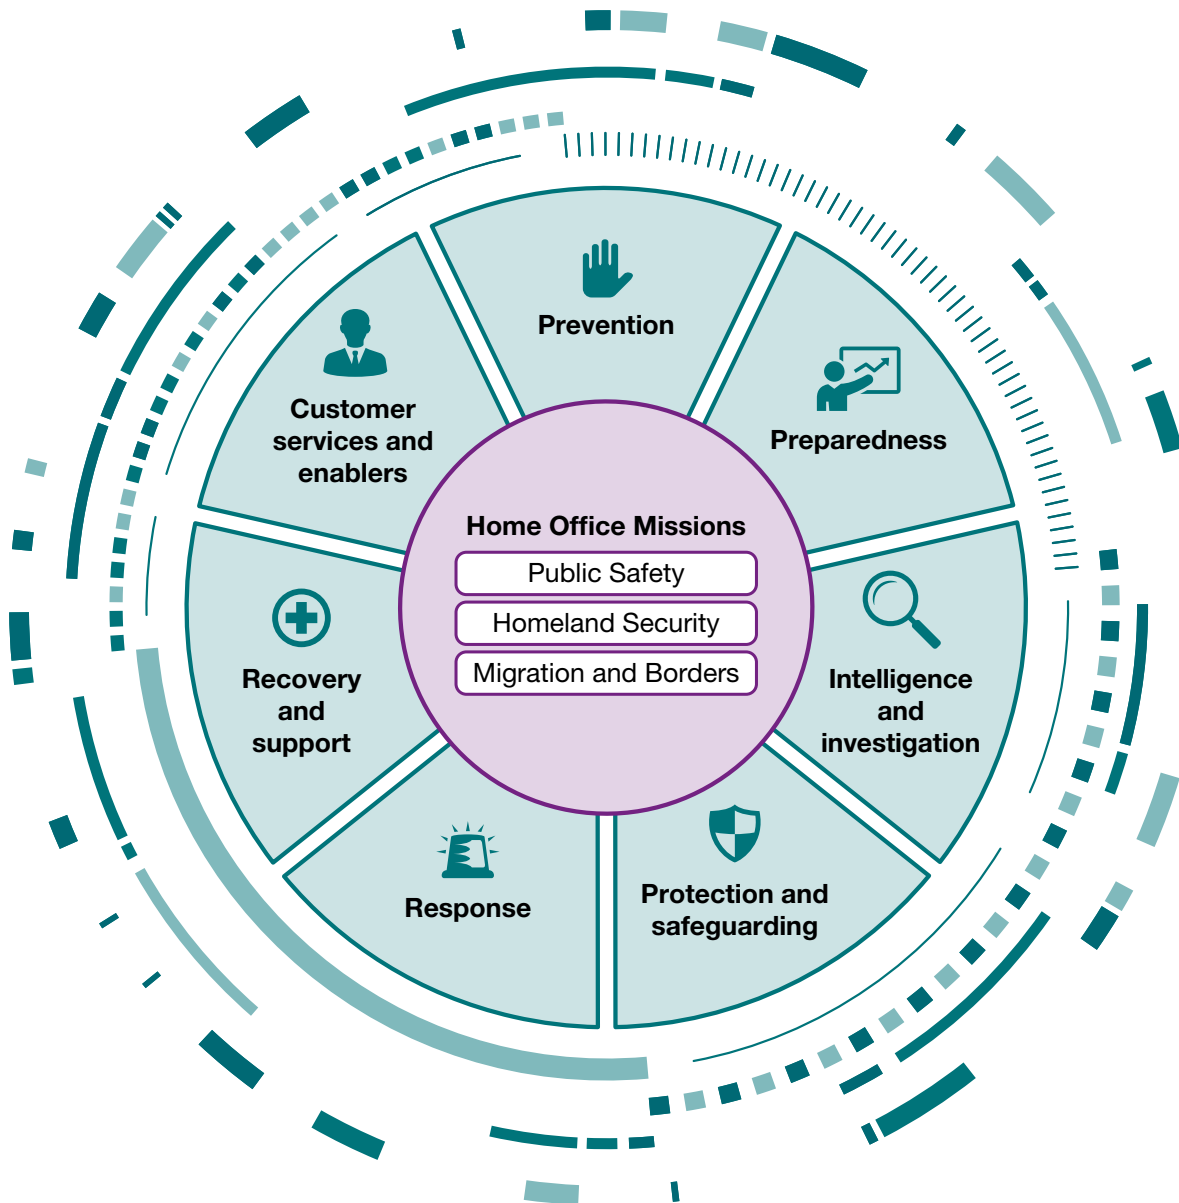 Prevention
Preparedness
Intelligence
and
investigation
Protection and
safeguarding
Response
Recovery
and
support
Customer
services and
enablers
Home Office Missions
Public Safety
Homeland Security
Migration and Borders